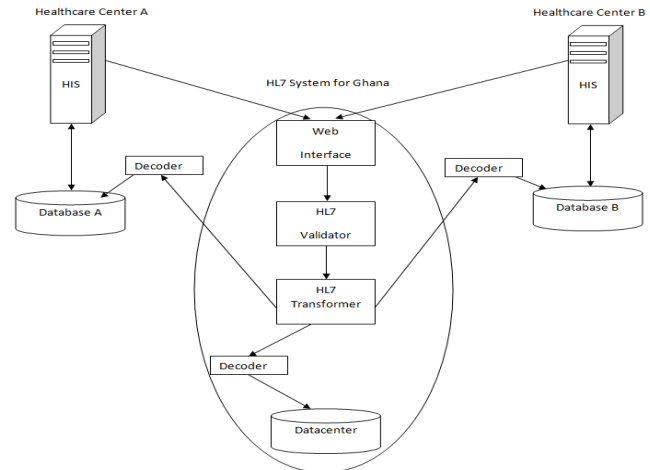 Healthcare Center A
Healthcare Center B
HIS
HIS
HL7 System for Ghana
Web
Interface
Decoder
Decoder
Database A
Database B
HL7
Validator
HL7
Transformer
Decoder
Datacenter